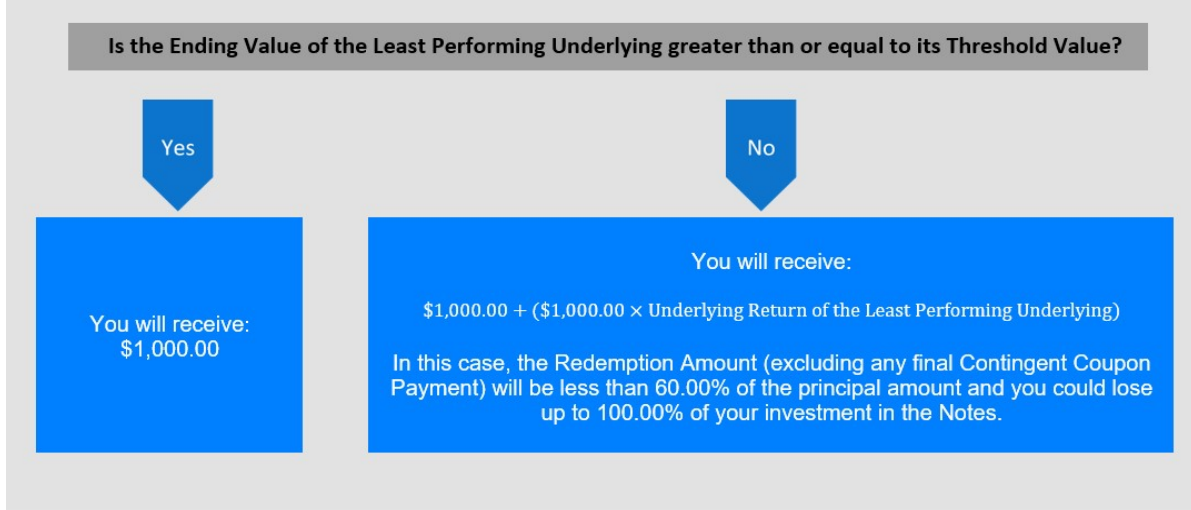 Is the Ending Value of the Least Performing Underlying greater than or equal to its Threshold Value?
Yes
No
You will receive:
$1,000.00
You will receive:
$1,000.00 + ($1,000.00 × Underlying Return of the Least Performing Underlying)
In this case, the Redemption Amount (excluding any final Contingent Coupon
Payment) will be less than 60.00% of the principal amount and you could lose
up to 100.00% of your investment in the Notes.